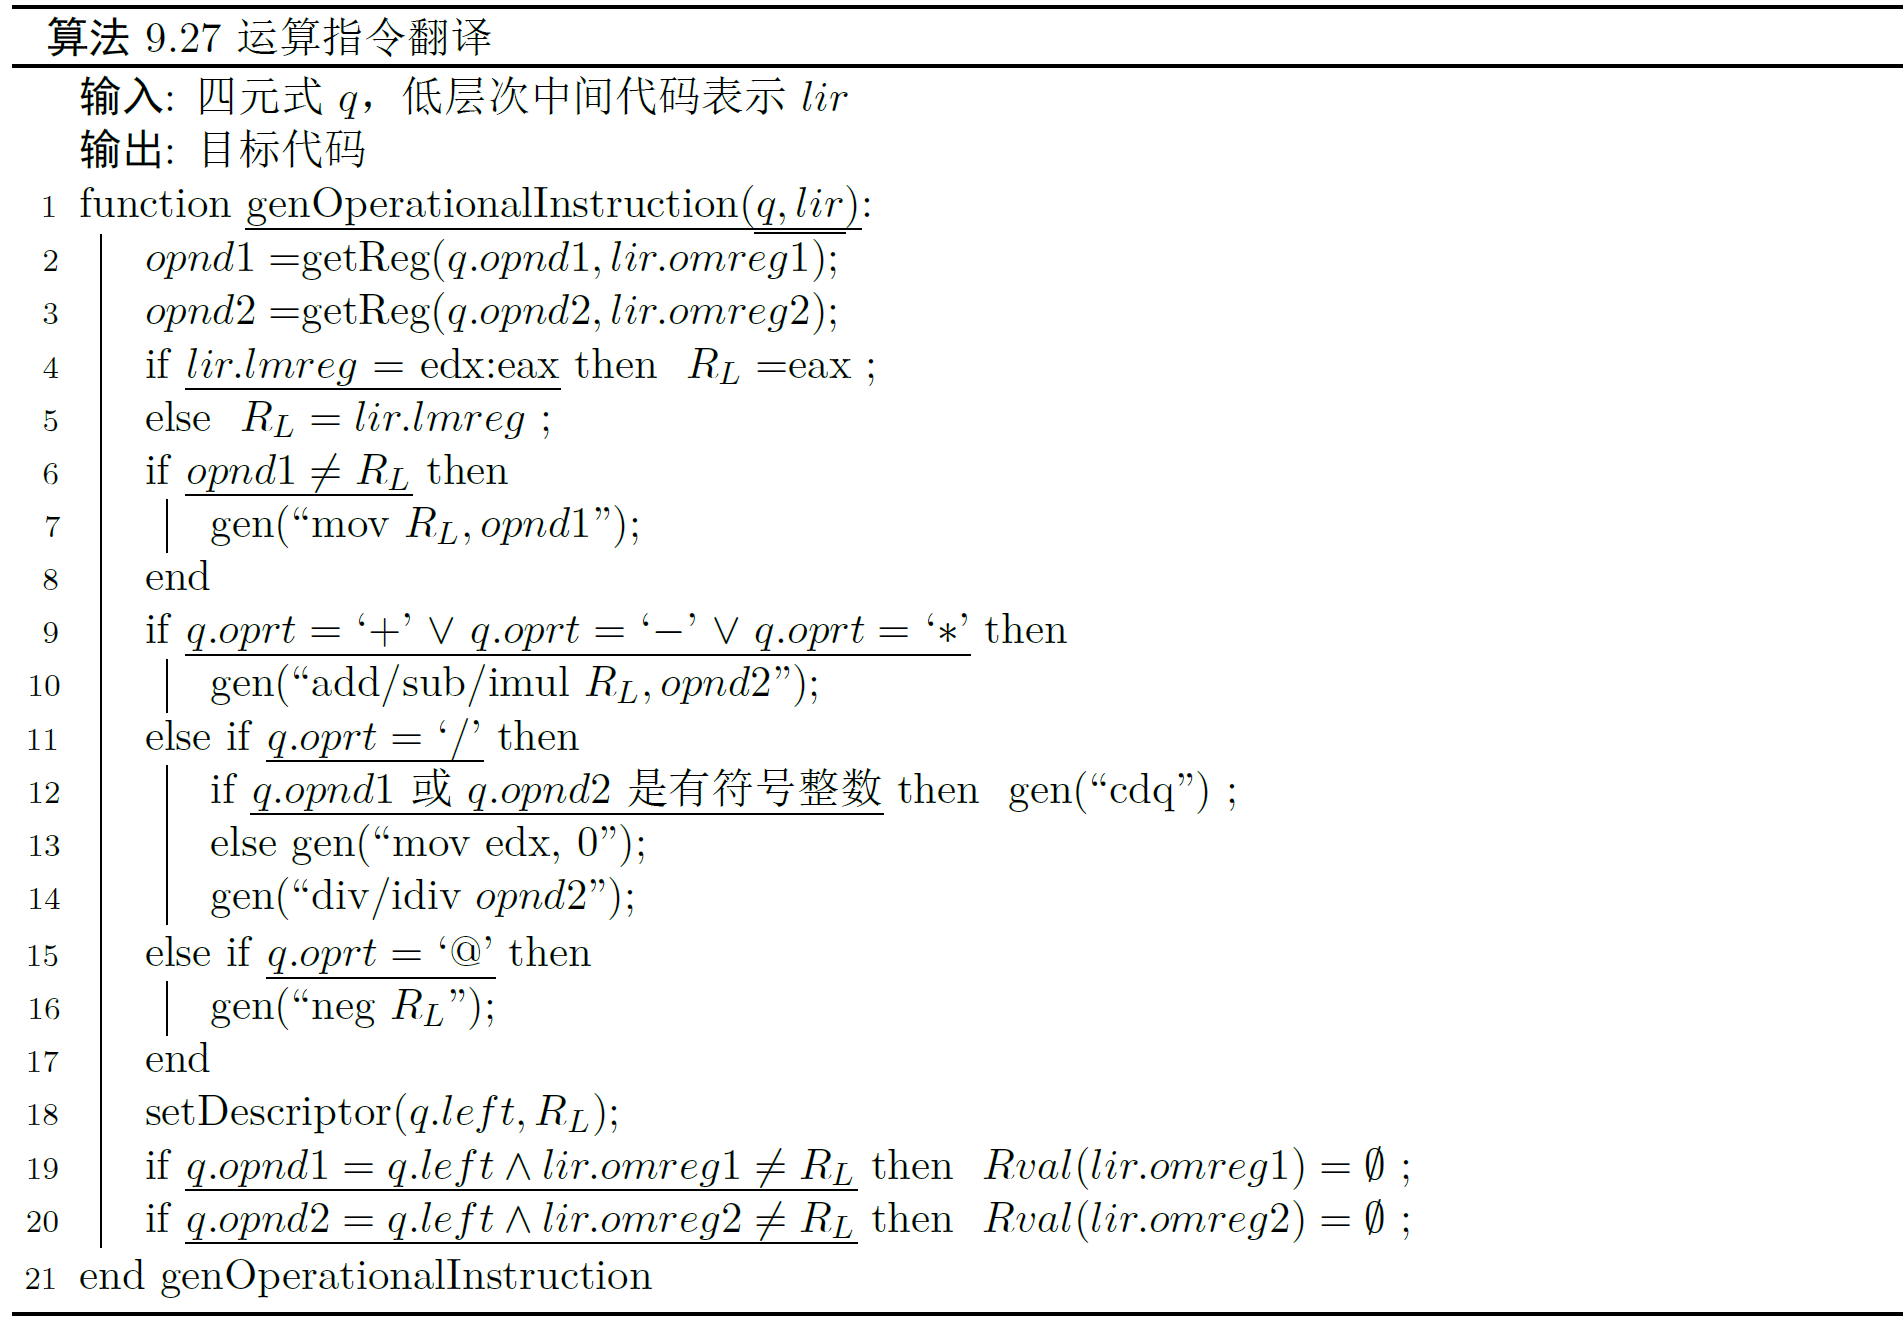 算法 9.27 运算指令翻译
输入: 四元式 q，低层次中间代码表示 lir
输出: 目标代码
1 function genOperationalInstruction(q, lir):
2 opnd1 =getReg(q.opnd1, lir.omreg1);
3 opnd2 =getReg(q.opnd2, lir.omreg2);
4 if lir.lmreg = edx:eax then R_L =eax ;
5 else R_L = lir.lmreg ;
6 if opnd1 ≠ R_L then
7 gen(“mov R_L, opnd1”);
8 end
9 if q.oprt = ‘+’ ∨ q.oprt = ‘−’ ∨ q.oprt = ‘∗’ then
10 gen(“add/sub/imul R_L, opnd2”);
11 else if q.oprt = ‘/’ then
12 if q.opnd1 或 q.opnd2 是有符号整数 then gen(“cdq”) ;
13 else gen(“mov edx, 0”);
14 gen(“div/idiv opnd2”);
15 else if q.oprt = ‘@’ then
16 gen(“neg R_L”);
17 end
18 setDescriptor(q.left, R_L);
19 if q.opnd1 = q.left ∧ lir.omreg1 ≠ R_L then Rval(lir.omreg1) = ∅ ;
20 if q.opnd2 = q.left ∧ lir.omreg2 ≠ R_L then Rval(lir.omreg2) = ∅ ;
21 end genOperationalInstruction